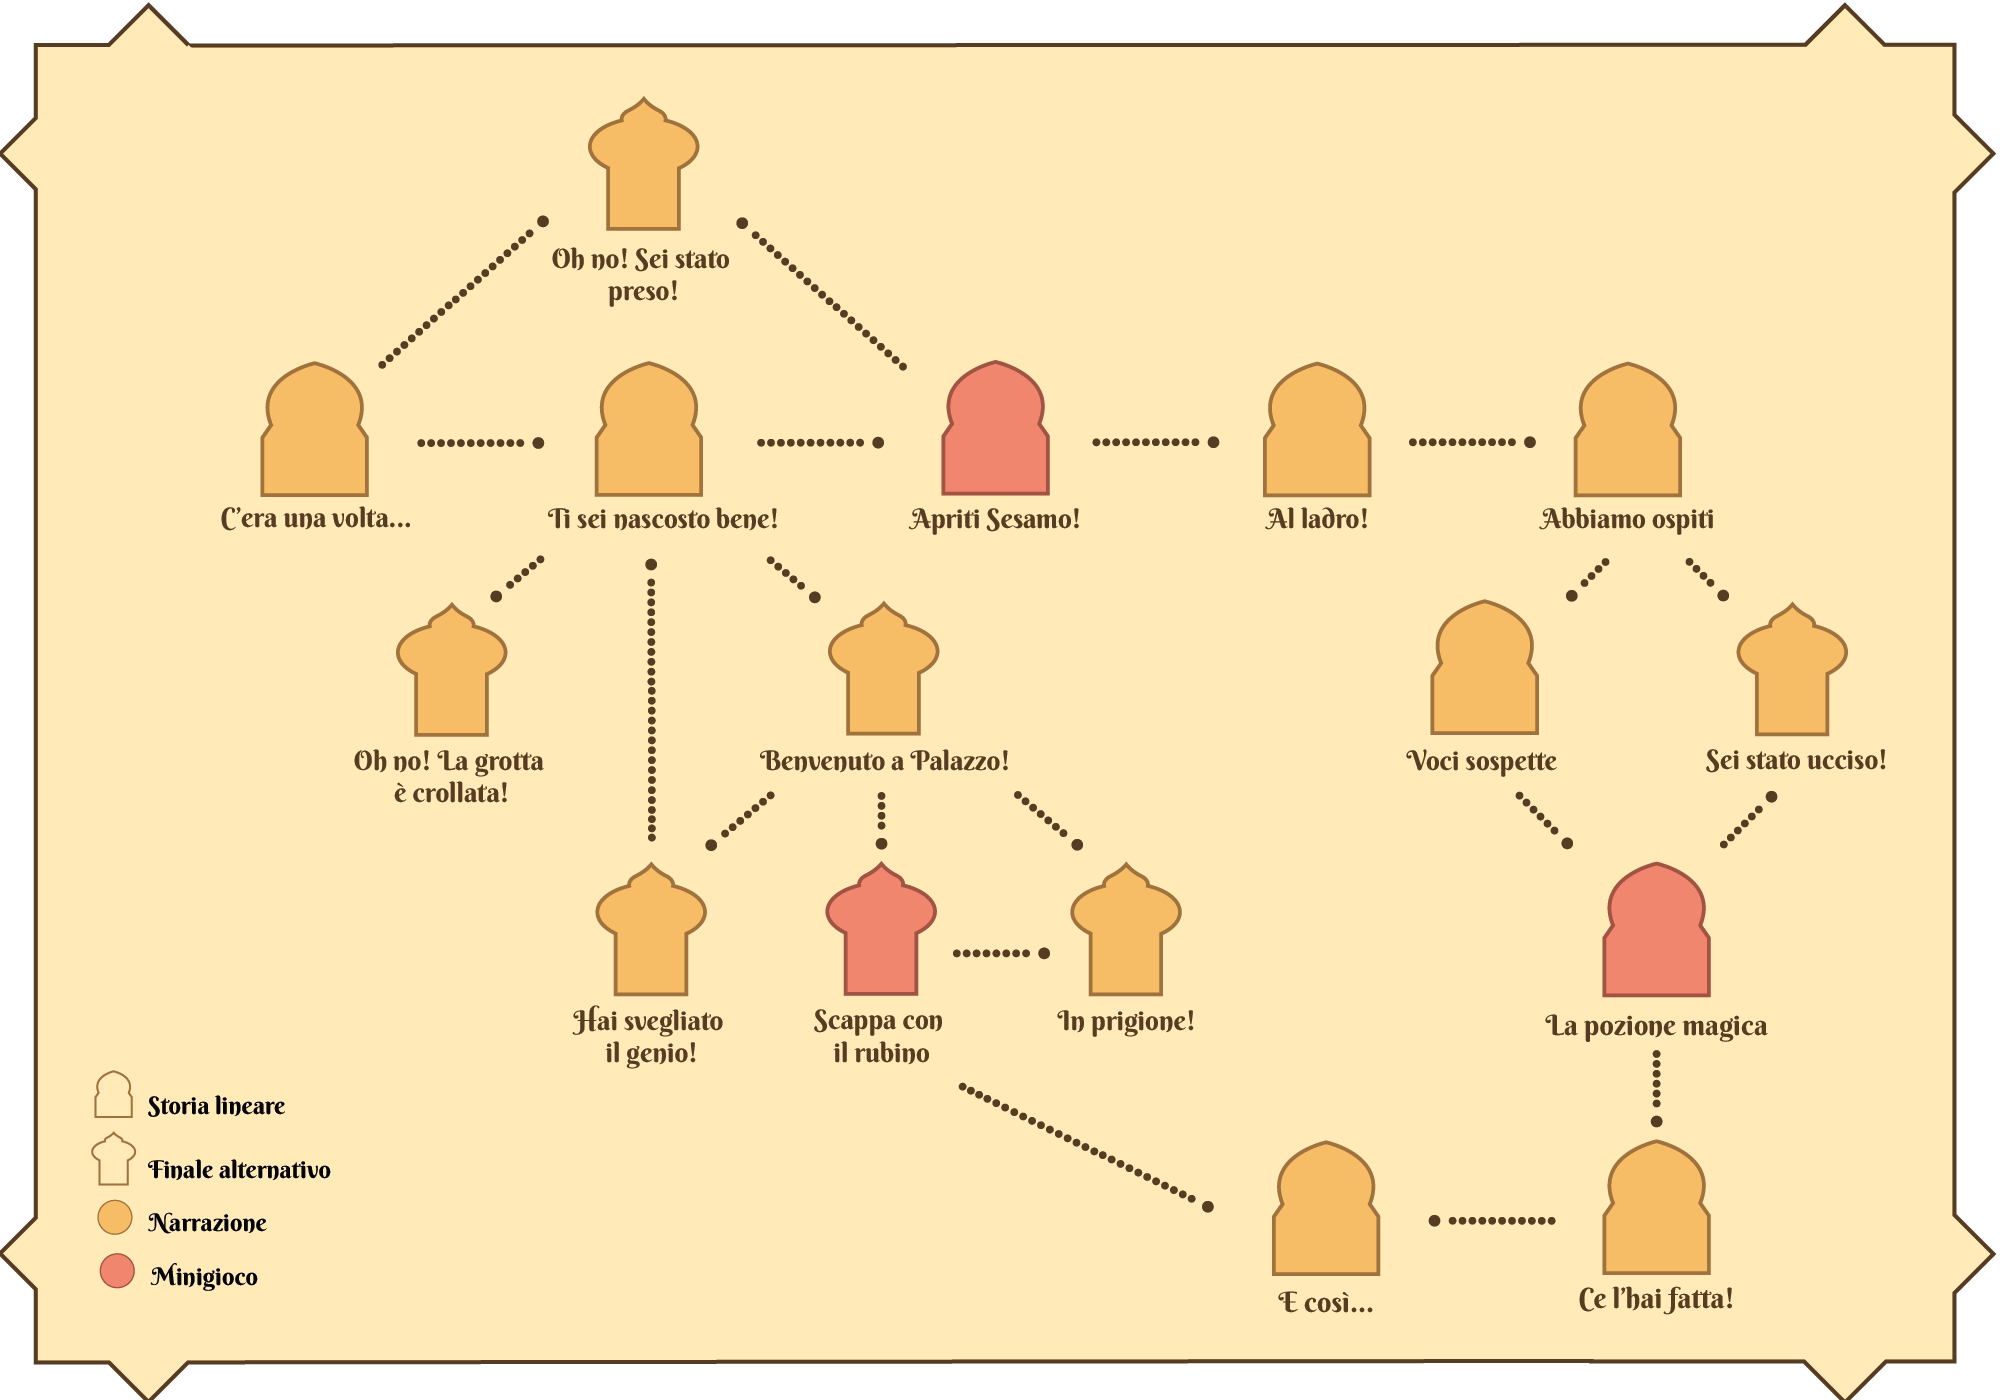 Oh no! Sei stato
preso!
C'era una volta...
Ti sei nascosto bene!
Apriti Sesamo!
Al ladro!
Abbiamo ospiti
Oh no! La grotta
è crollata!
Benvenuto a Palazzo!
Voci sospette
Sei stato ucciso!
Hai svegliato
il genio!
Scappa con
il rubino
In prigione!
La pozione magica
Storia lineare
Finale alternativo
Narrazione
Minigioco
E così...
Ce l'hai fatta!